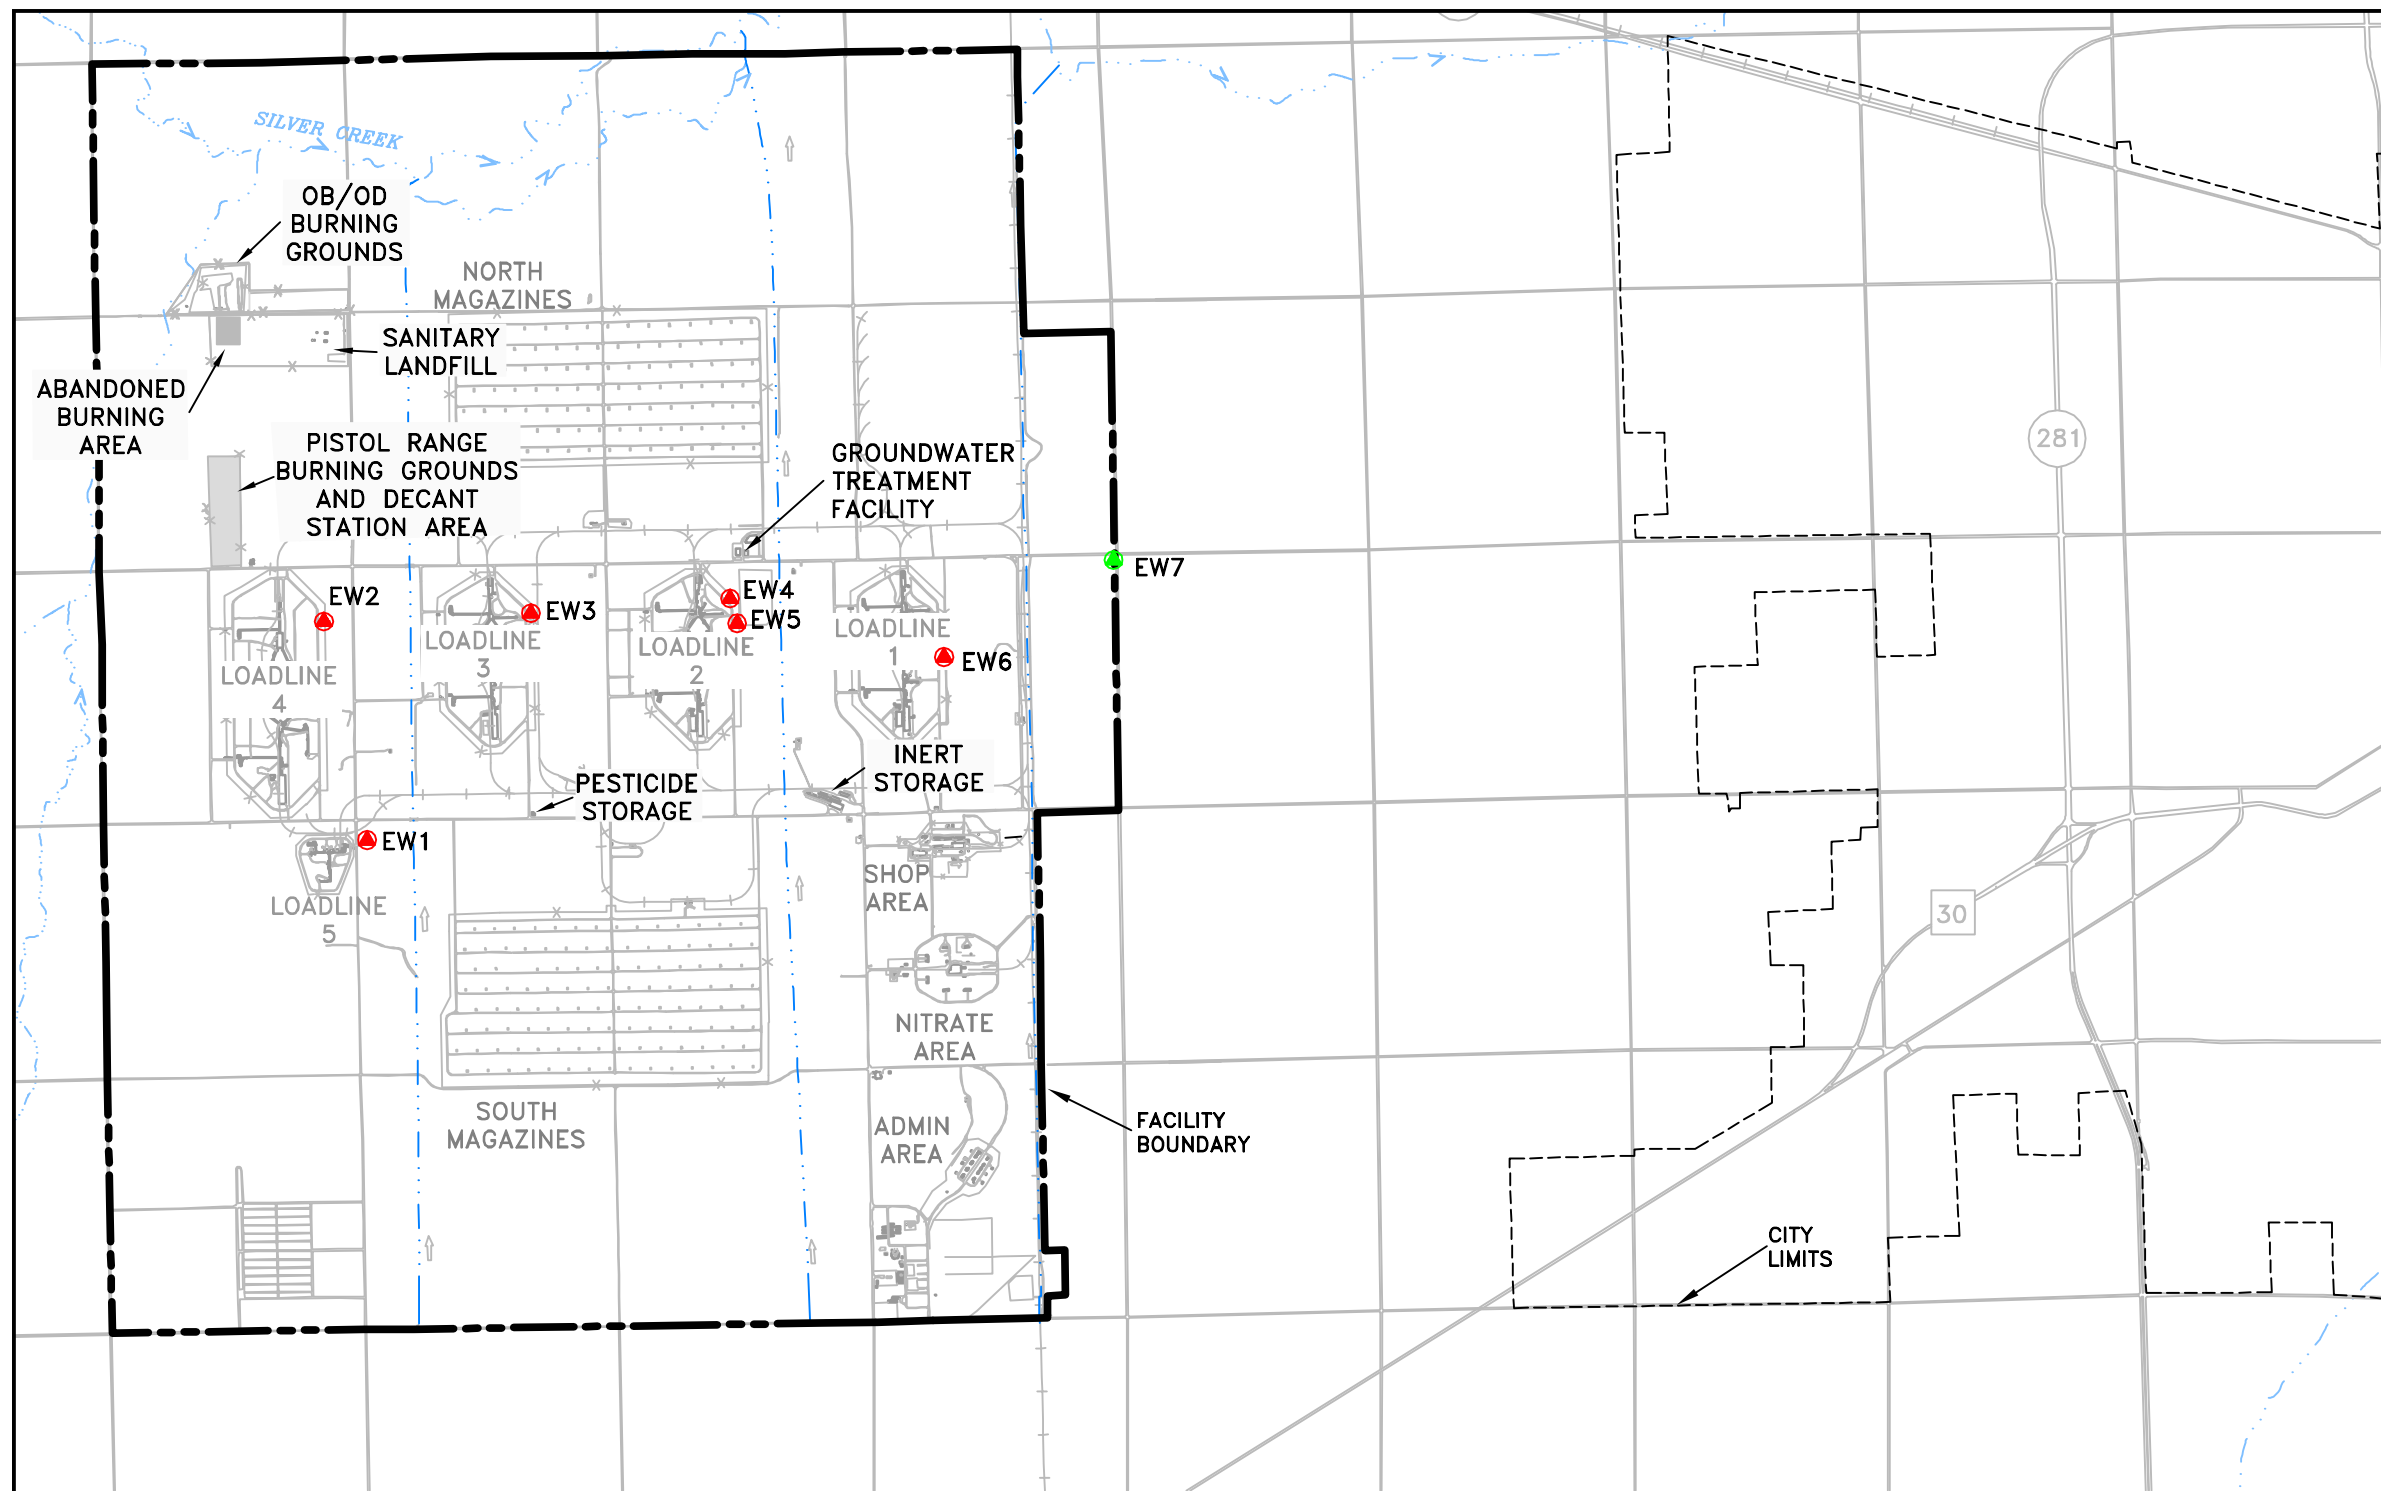 SILVER CREEK
OB/OD
BURNING
GROUNDS
NORTH
MAGAZINES
SANITARY
LANDFILL
ABANDONED
BURNING
AREA
PISTOL RANGE
BURNING GROUNDS
AND DECANT
STATION AREA
GROUNDWATER
TREATMENT
FACILITY
281
EW7
EW2
EW3
EW4
EW5
EW6
LOADLINE
1
LOADLINE
2
LOADLINE
3
LOADLINE
4
INERT
STORAGE
PESTICIDE
STORAGE
EW1
LOADLINE
5
SHOP
AREA
30
NITRATE
AREA
SOUTH
MAGAZINES
ADMIN
AREA
FACILITY
BOUNDARY
CITY
LIMITS